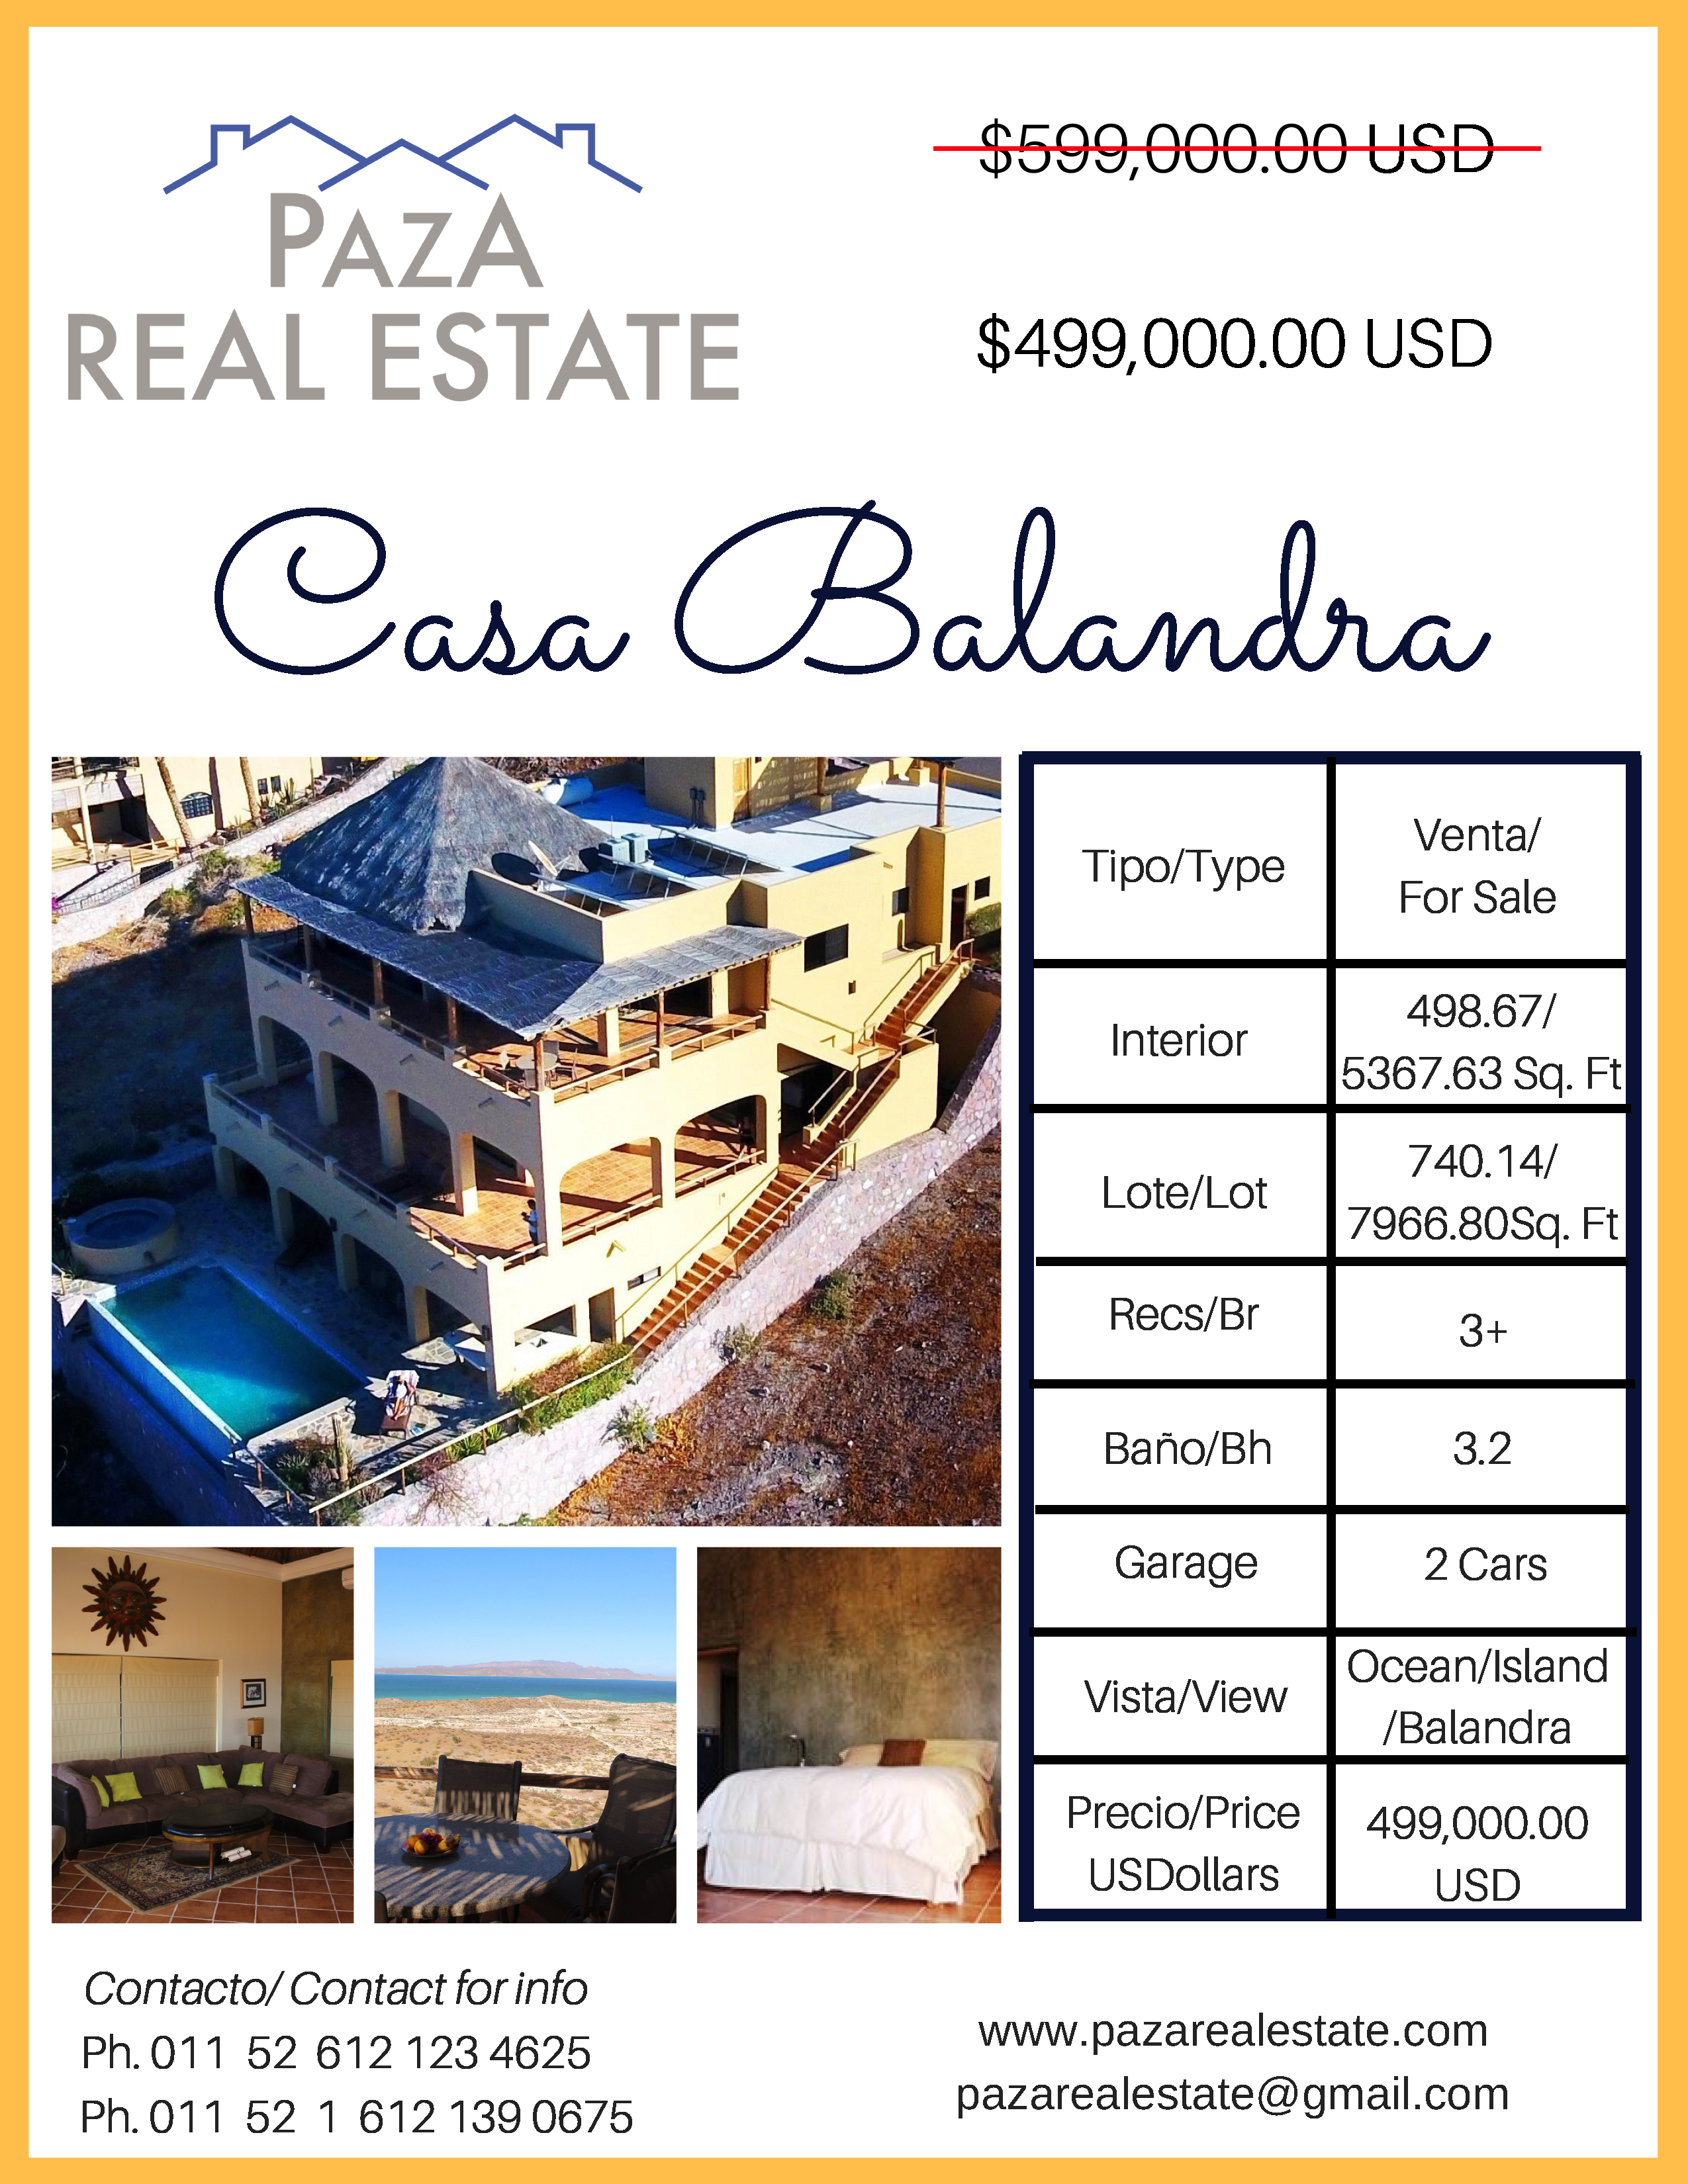 PAZA
REAL ESTATE
$599,000.00 USD
$499,000.00 USD
Casa Balandra
Tipo/Type
Venta/
For Sale
Interior
498.67/
5367.63 Sq. Ft
Lote/Lot
740.14/
7966.80Sq. Ft
Recs/Br
3+
Baño/Bh
3.2
Garage
2 Cars
Vista/View
Ocean/Island
/Balandra
Precio/Price
USDollars
499,000.00
USD
Contacto/ Contact for info
Ph. 011 52 612 123 4625
Ph. 011 52 1 612 139 0675
www.pazarealestate.com
pazarealestate@gmail.com